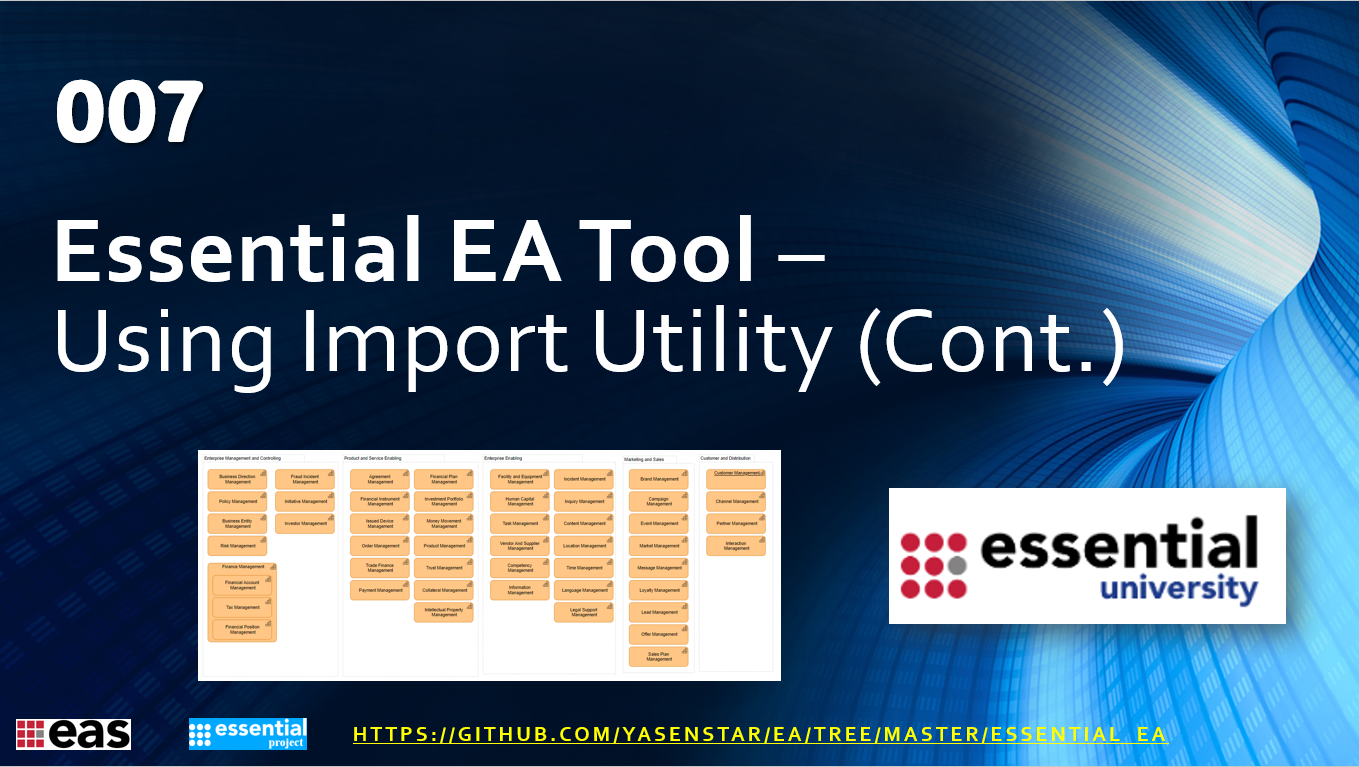 007
Essential EA Tool –
Using Import Utility (Cont.)
Enterprise Management and Controlling
Business Direction
Management
Fraud Incident
Management
Policy Management
Initiative Management
Business Entity
Management
Investor Management
Risk Management
Finance Management
Financial Account
Management
Tax Management
Financial Position
Management
Product and Service Enabling
Agreement
Management
Financial Plan
Management
Financial Instrument
Management
Investment Portfolio
Management
Issued Device
Management
Money Movement
Management
Order Management
Product Management
Trade Finance
Management
Trust Management
Payment Management
Collateral Management
Intellectual Property
Management
Enterprise Enabling
Facility and Equipment
Management
Incident Management
Human Capital
Management
Inquiry Management
Task Management
Content Management
Vendor And Supplier
Management
Location Management
Competency
Management
Time Management
Information
Management
Language Management
Legal Support
Management
Marketing and Sales
Brand Management
Campaign
Management
Event Management
Market Management
Message Management
Loyalty Management
Lead Management
Offer Management
Sales Plan
Management
Customer and Distribution
Customer Management
Channel Management
Partner Management
Interaction
Management
essential
university
eas
essential
project
HTTPS://GITHUB.COM/YASENSTAR/EA/TREE/MASTER/ESSENTIAL_EA